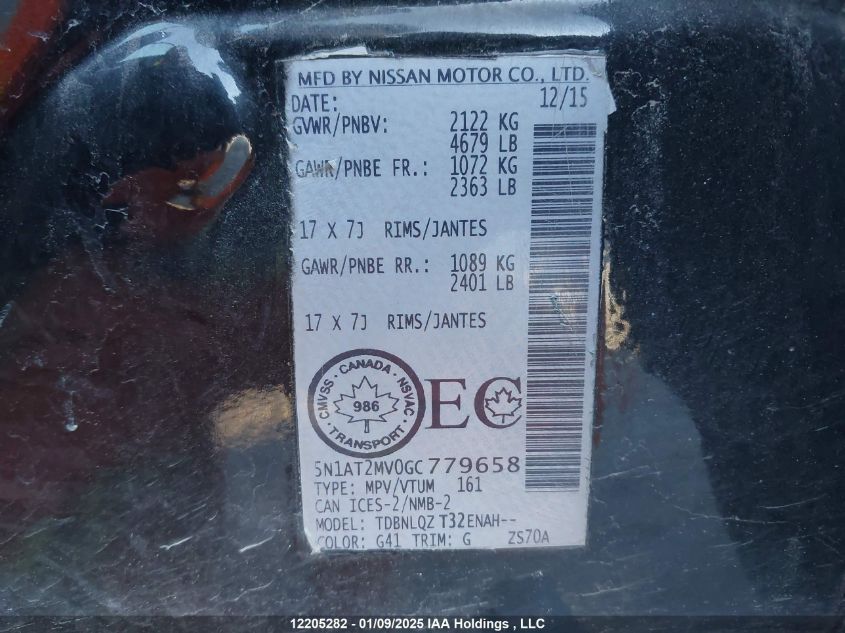 MFD BY NISSAN MOTOR CO., LTD.
DATE: 12/15
GVWR/PNBV: 2122 KG
4679 LB
GAWR/PNBE FR.: 1072 KG
2363 LB
17 X 7J RIMS/JANTES
GAWR/PNBE RR.: 1089 KG
2401 LB
17 X 7J RIMS/JANTES
CMVSS · CANADA · NSVAC
986
· TRANSPORT ·
EC
5N1AT2MV0GC779658
TYPE: MPV/VTUM 161
CAN ICES-2/NMB-2
MODEL: TDBNLQZ T32ENAH--
COLOR: G41 TRIM: G ZS70A
12205282 - 01/09/2025 IAA Holdings , LLC